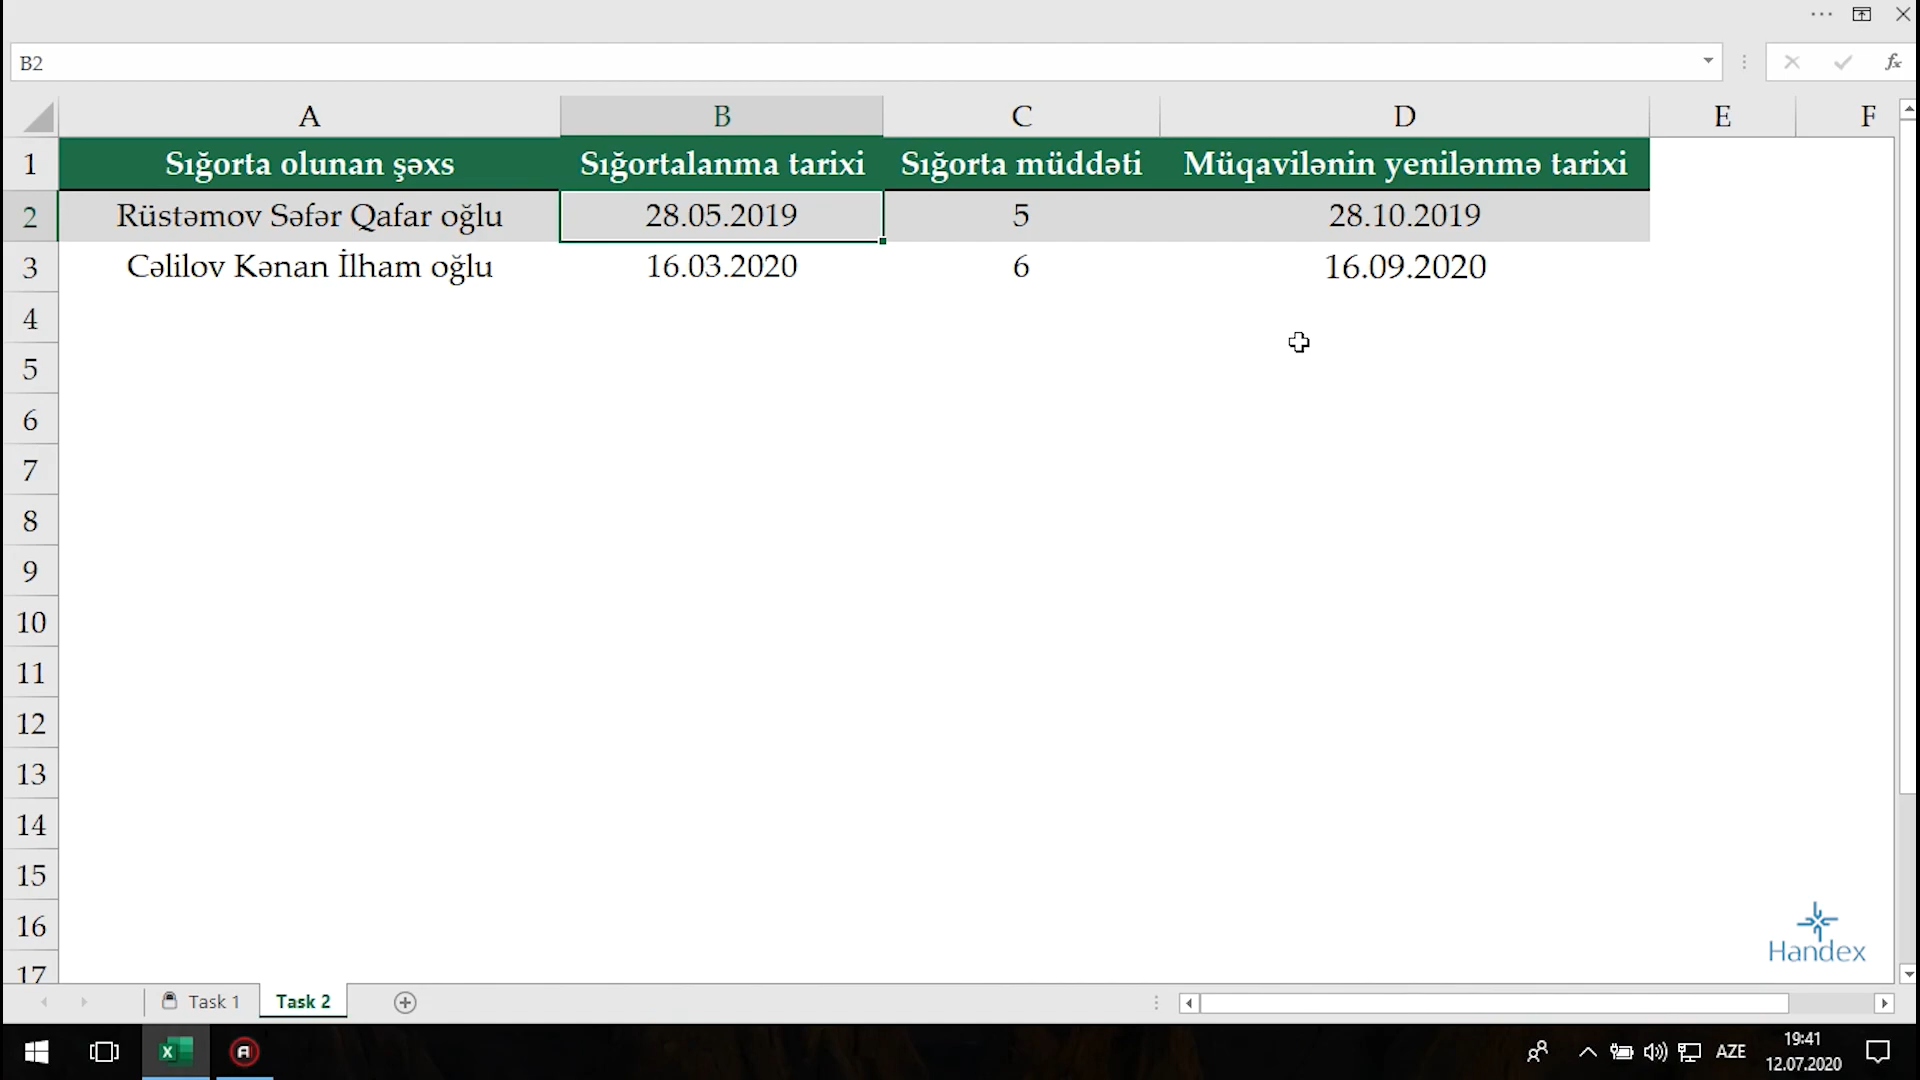 B2
fx
A B C D E F
1 Sığorta olunan şəxs Sığortalanma tarixi Sığorta müddəti Müqavilənin yenilənmə tarixi
2 Rüstəmov Səfər Qafar oğlu 28.05.2019 5 28.10.2019
3 Cəlilov Kənan İlham oğlu 16.03.2020 6 16.09.2020
4
5
6
7
8
9
10
11
12
13
14
15
16
17
Handex
Task 1 Task 2
AZE 19:41
12.07.2020